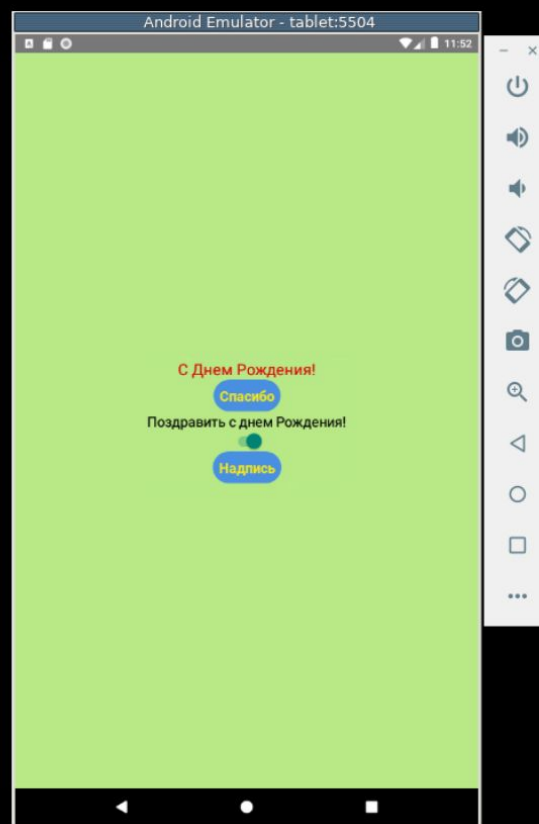 Android Emulator - tablet:5504
11:52
С Днем Рождения!
Спасибо
Поздравить с днем Рождения!
Надпись